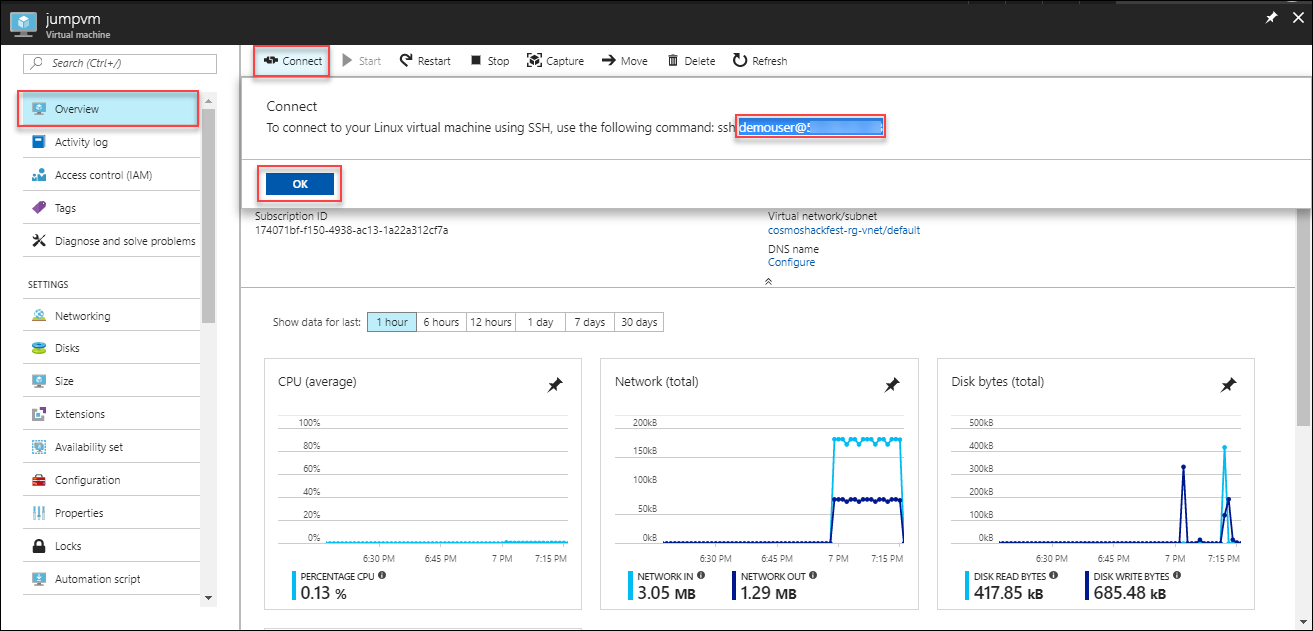 jumpvm
Virtual machine
Search (Ctrl+/)
Overview
Activity log
Access control (IAM)
Tags
Diagnose and solve problems
SETTINGS
Networking
Disks
Size
Extensions
Availability set
Configuration
Properties
Locks
Automation script
Connect Start Restart Stop Capture Move Delete Refresh
Connect
To connect to your Linux virtual machine using SSH, use the following command: ssh demouser@
OK
Subscription ID
174071bf-f150-4938-ac13-1a22a312cf7a
Virtual network/subnet
cosmoshackfest-rg-vnet/default
DNS name
Configure
Show data for last: 1 hour 6 hours 12 hours 1 day 7 days 30 days
CPU (average)
100%
80%
60%
40%
20%
0%
6:30 PM 6:45 PM 7 PM 7:15 PM
PERCENTAGE CPU
0.13 %
Network (total)
200kB
150kB
100kB
50kB
0kB
6:30 PM 6:45 PM 7 PM 7:15 PM
NETWORK IN NETWORK OUT
3.05 MB 1.29 MB
Disk bytes (total)
500kB
400kB
300kB
200kB
100kB
0kB
6:30 PM 6:45 PM 7 PM 7:15 PM
DISK READ BYTES DISK WRITE BYTES
417.85 kB 685.48 kB